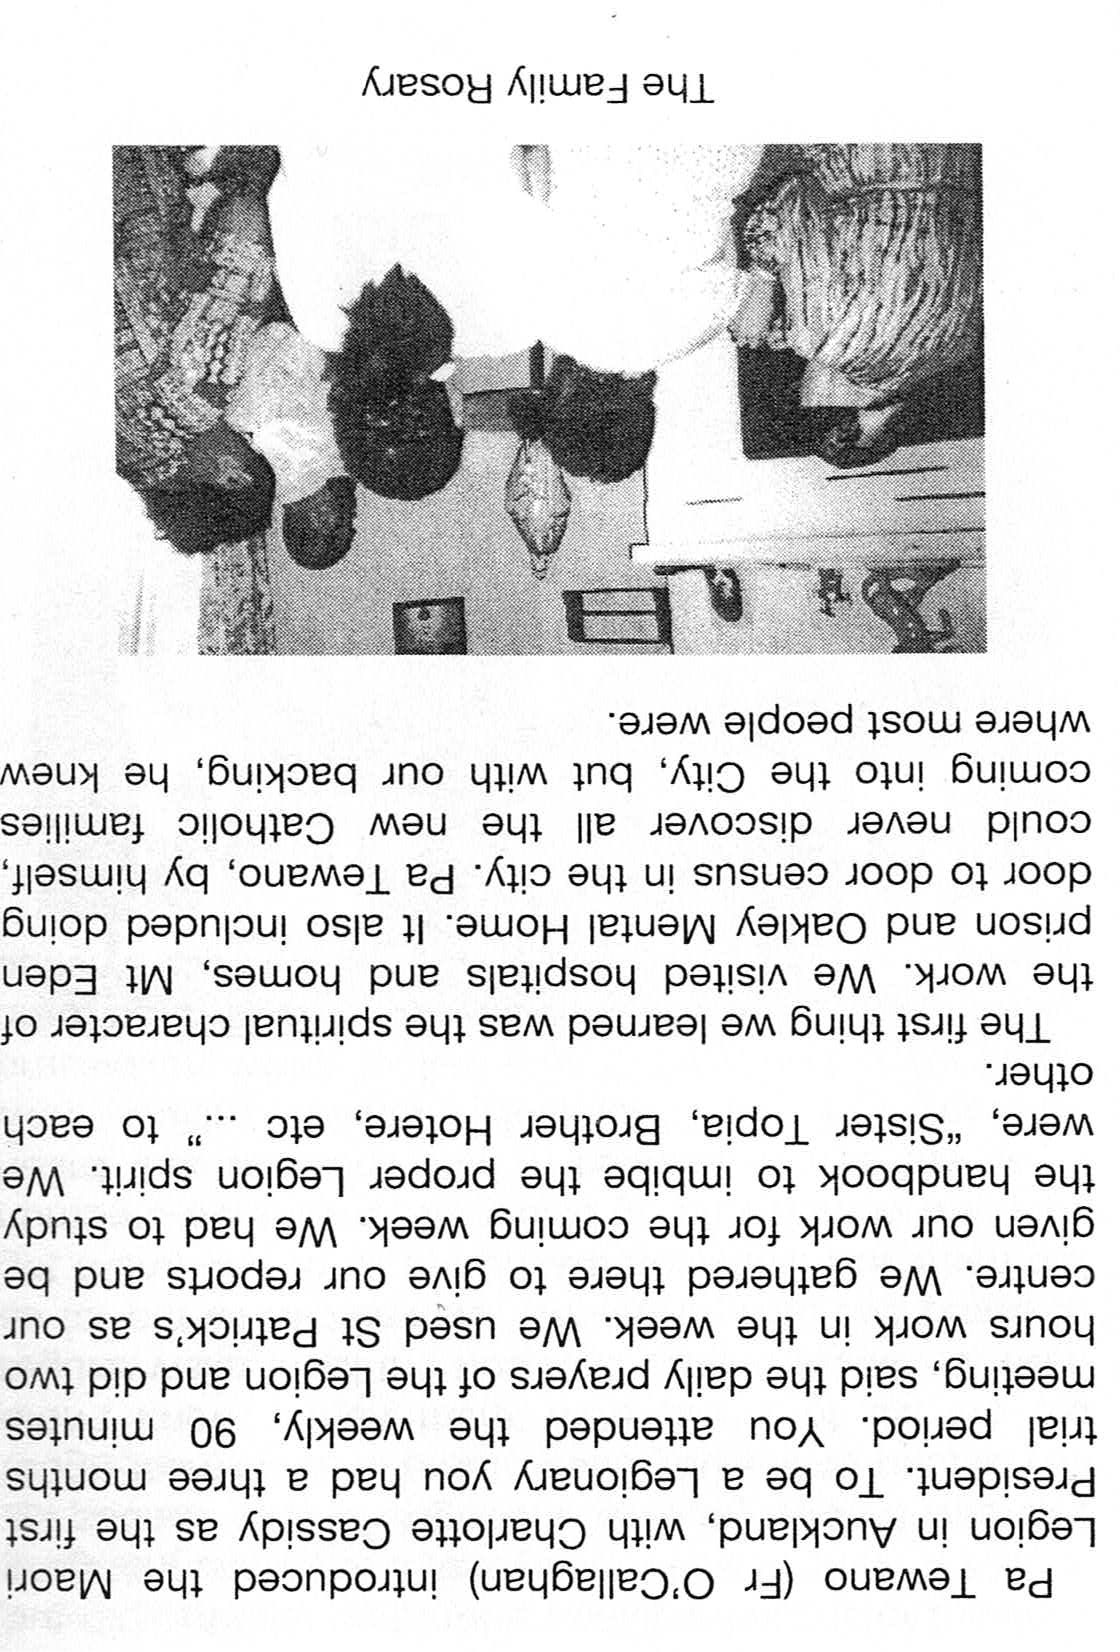 Pa Tewano (Fr O'Callaghan) introduced the Maori
Legion in Auckland, with Charlotte Cassidy as the first
President. To be a Legionary you had a three months
trial period. You attended the weekly, 90 minutes
meeting, said the daily prayers of the Legion and did two
hours work in the week. We used St Patrick's as our
centre. We gathered there to give our reports and be
given our work for the coming week. We had to study
the handbook to imbibe the proper Legion spirit. We
were, “Sister Topia, Brother Hotere, etc ...” to each
other.
The first thing we learned was the spiritual character of
the work. We visited hospitals and homes, Mt Eden
prison and Oakley Mental Home. It also included doing
door to door census in the city. Pa Tewano, by himself,
could never discover all the new Catholic families
coming into the City, but with our backing, he knew
where most people were.
The Family Rosary